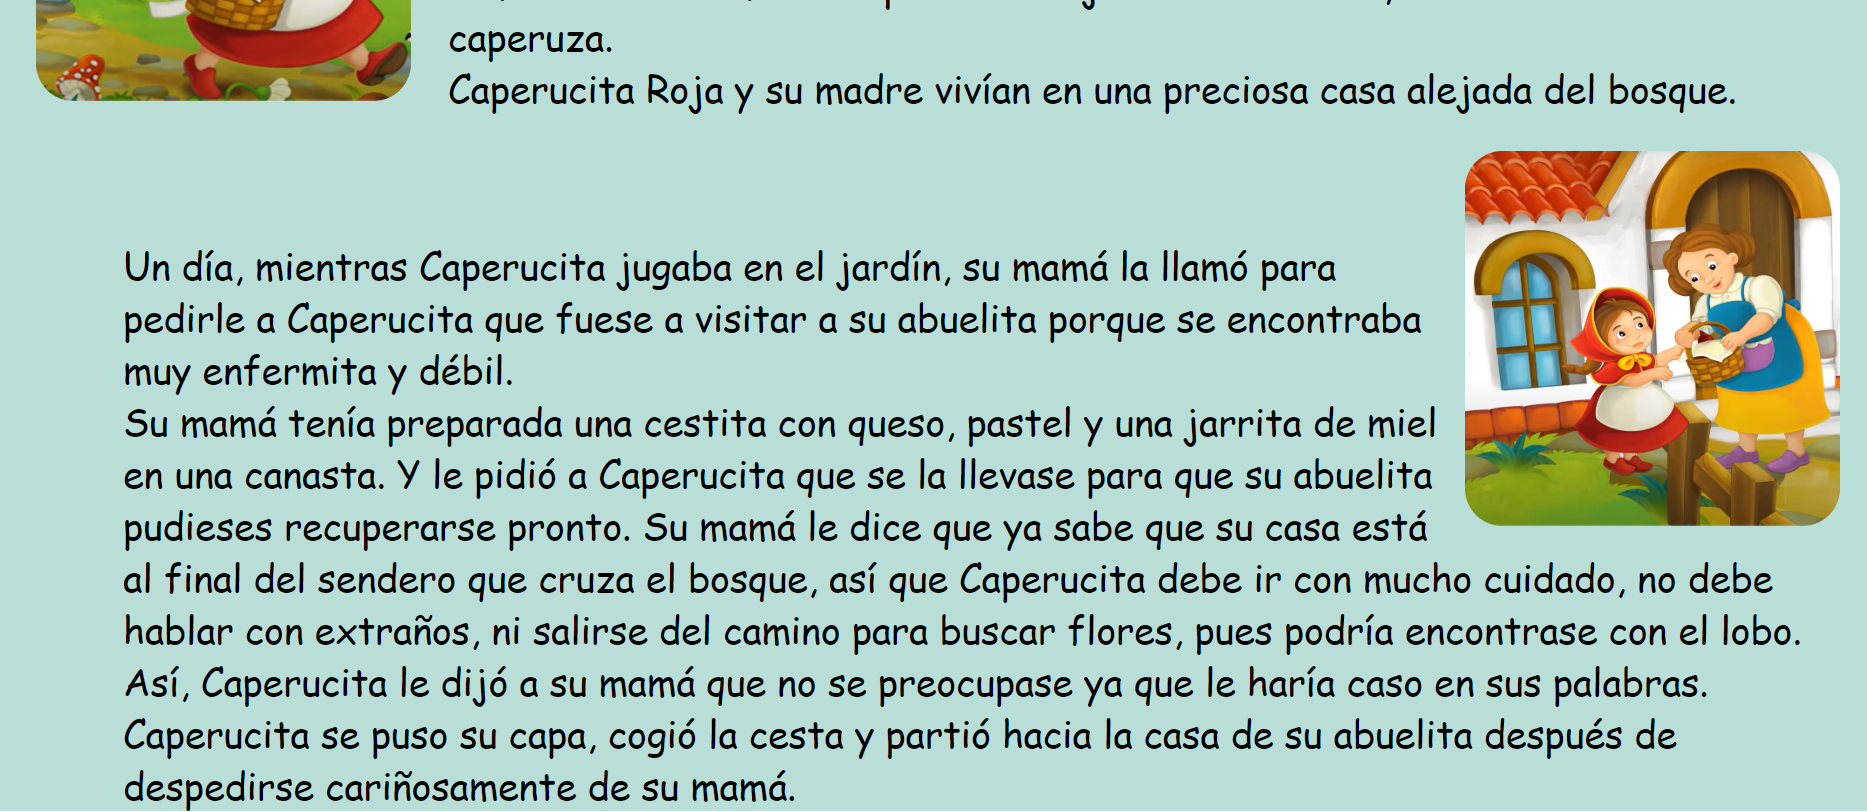 caperuza.
Caperucita Roja y su madre vivían en una preciosa casa alejada del bosque.
Un día, mientras Caperucita jugaba en el jardín, su mamá la llamó para
pedirle a Caperucita que fuese a visitar a su abuelita porque se encontraba
muy enfermita y débil.
Su mamá tenía preparada una cestita con queso, pastel y una jarrita de miel
en una canasta. Y le pidió a Caperucita que se la llevase para que su abuelita
pudieses recuperarse pronto. Su mamá le dice que ya sabe que su casa está
al final del sendero que cruza el bosque, así que Caperucita debe ir con mucho cuidado, no debe
hablar con extraños, ni salirse del camino para buscar flores, pues podría encontrase con el lobo.
Así, Caperucita le dijó a su mamá que no se preocupase ya que le haría caso en sus palabras.
Caperucita se puso su capa, cogió la cesta y partió hacia la casa de su abuelita después de
despedirse cariñosamente de su mamá.